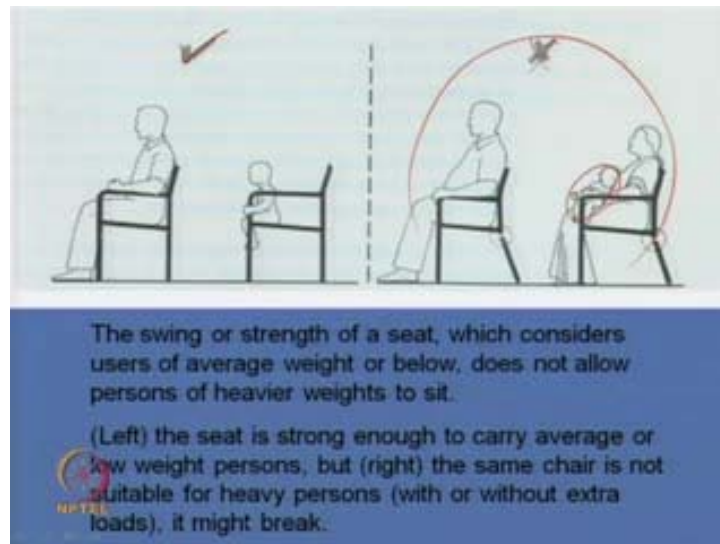 The swing or strength of a seat, which considers
users of average weight or below, does not allow
persons of heavier weights to sit.
(Left) the seat is strong enough to carry average or
low weight persons, but (right) the same chair is not
suitable for heavy persons (with or without extra
loads), it might break.
NPTEL